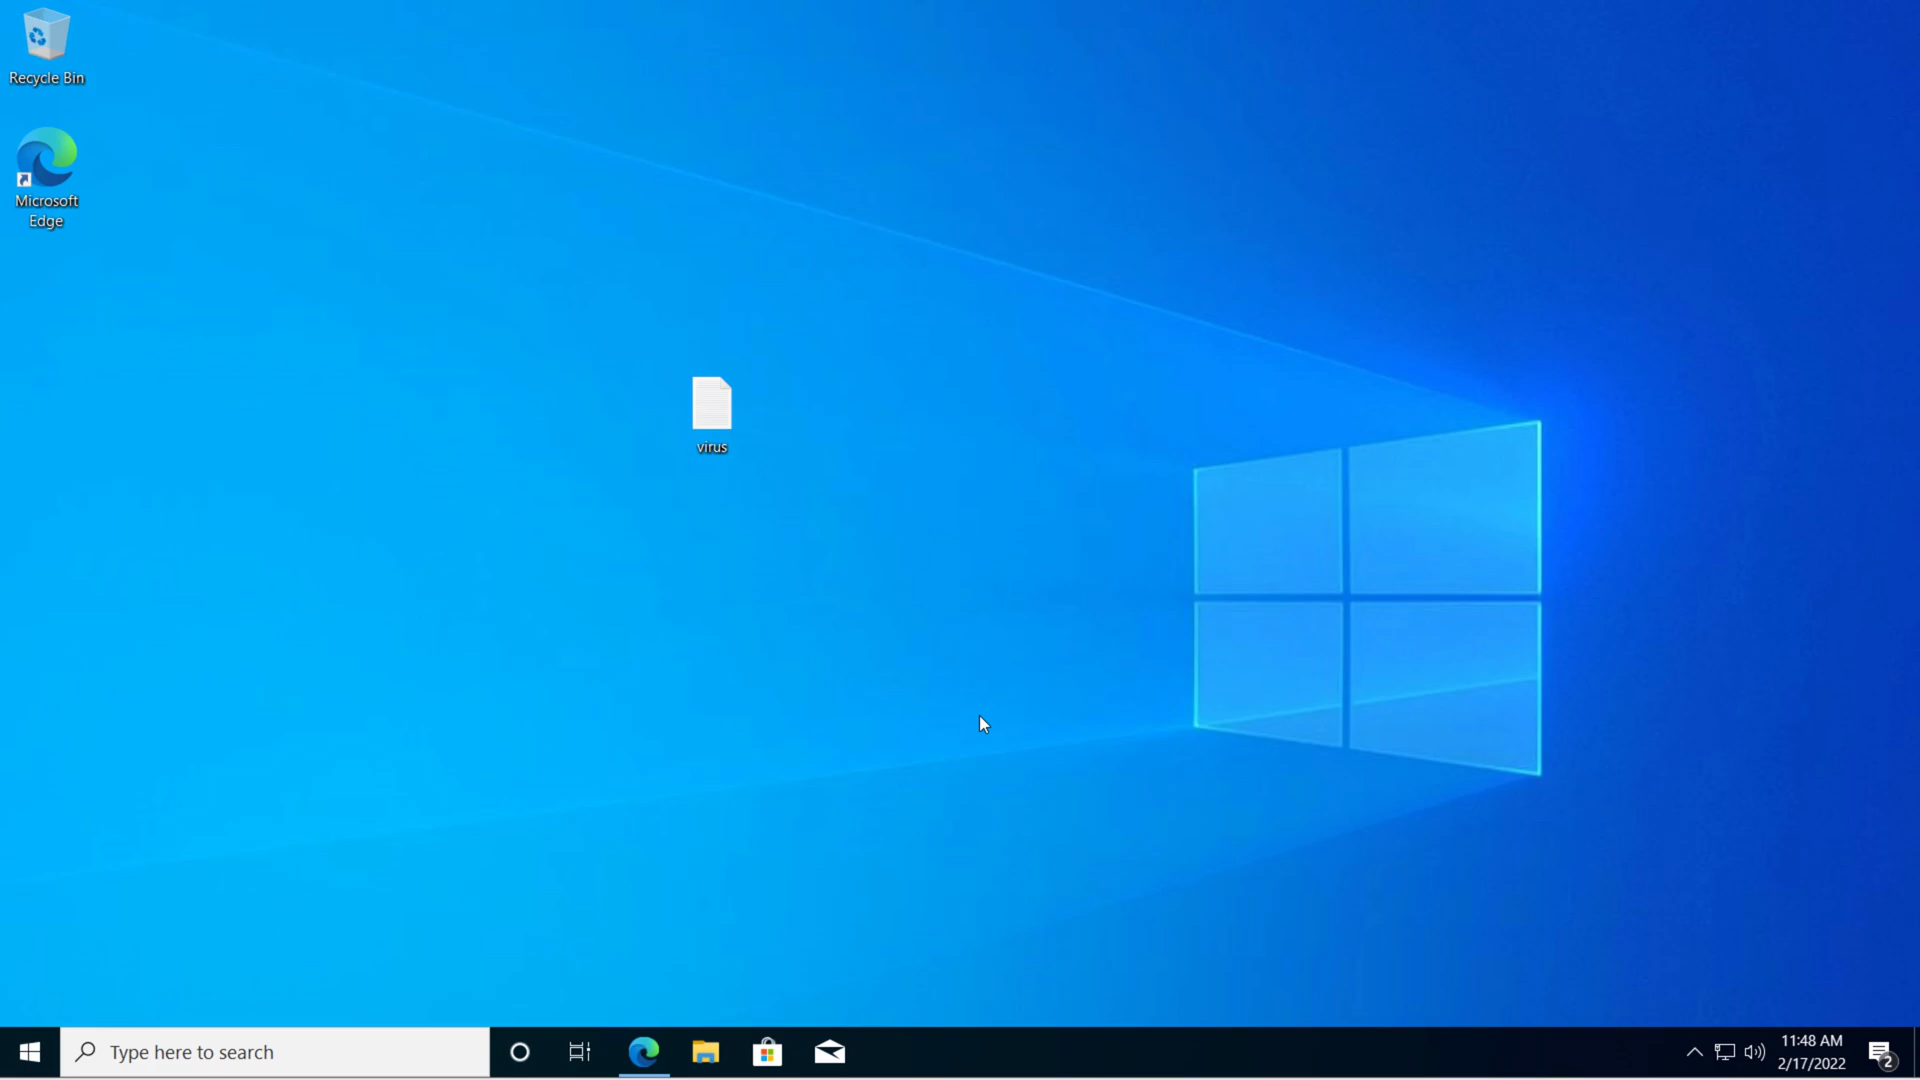 Recycle Bin
Microsoft
Edge
virus
Type here to search
11:48 AM
2/17/2022
2